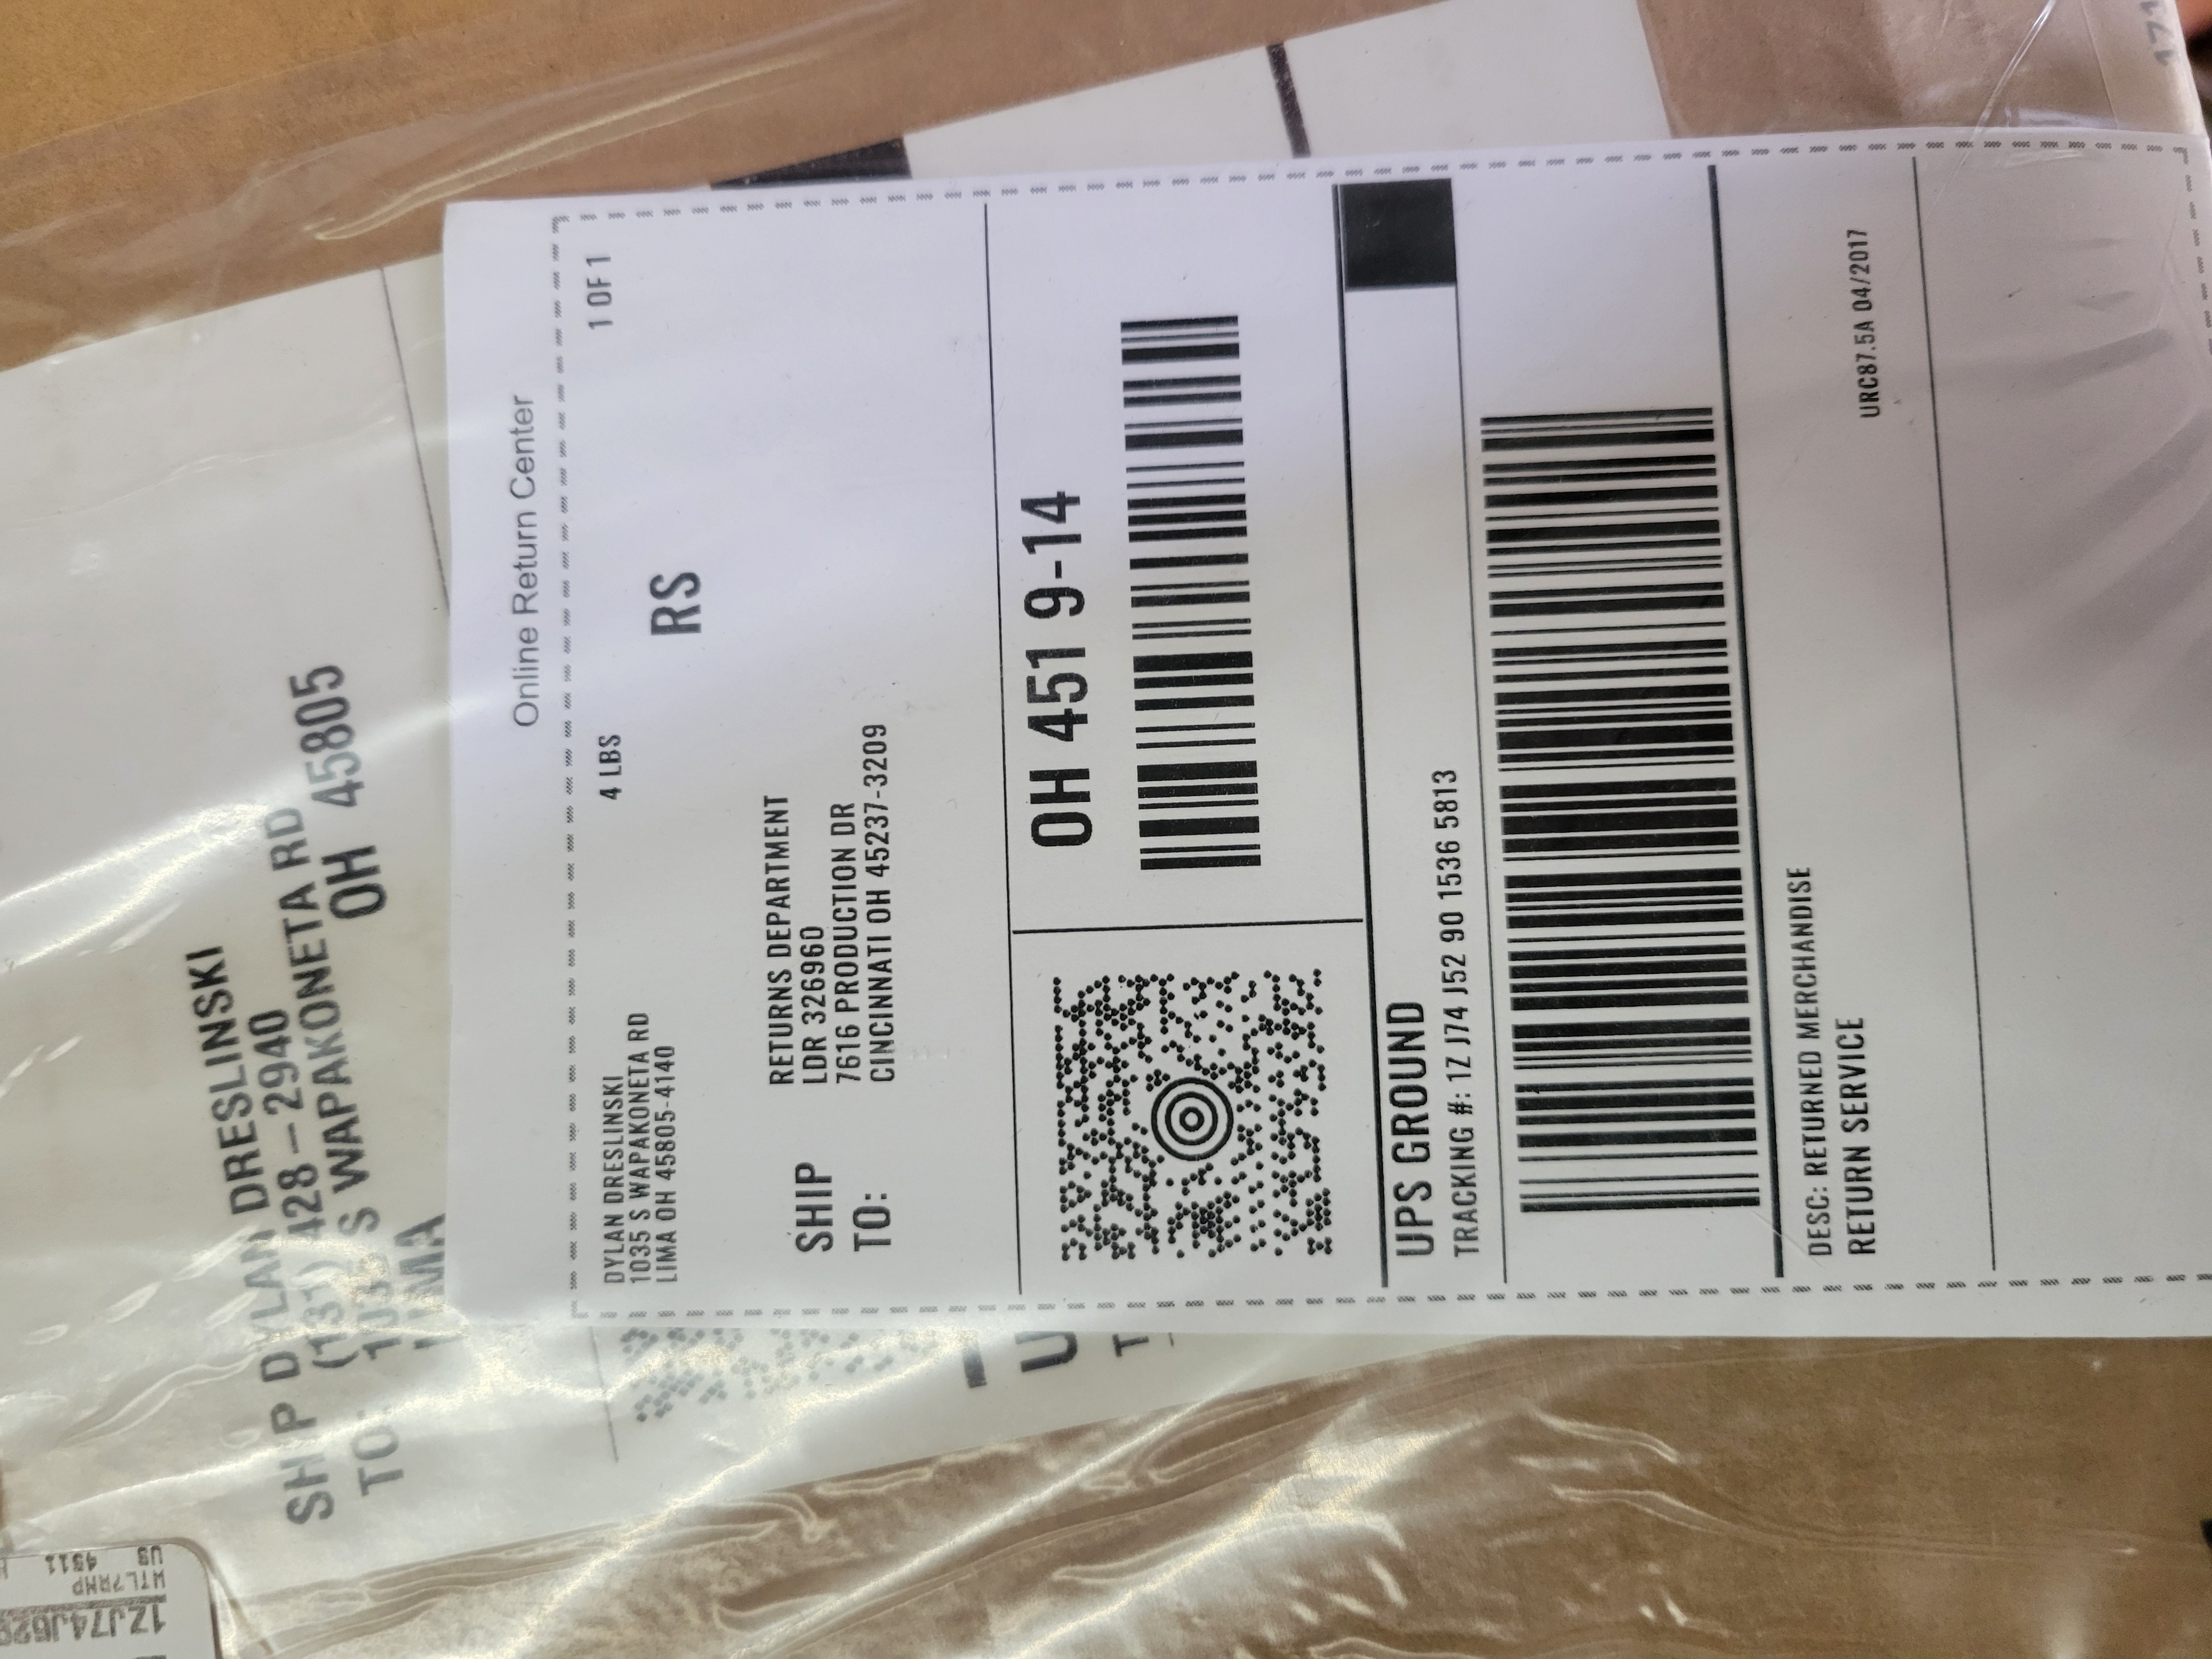 SHIP DYLAN DRESLINSKI
(131) 428-2940
TO: 1035 S WAPAKONETA RD
LIMA OH 45805
Online Return Center
DYLAN DRESLINSKI
1035 S WAPAKONETA RD
LIMA OH 45805-4140
4 LBS
1 OF 1
RS
SHIP
TO:
RETURNS DEPARTMENT
LDR 326960
7616 PRODUCTION DR
CINCINNATI OH 45237-3209
OH 451 9-14
UPS GROUND
TRACKING #: 1Z J74 J52 90 1536 5813
DESC: RETURNED MERCHANDISE
RETURN SERVICE
URC87.5A 04/2017
U
T
US 4311
1ZJ74J529